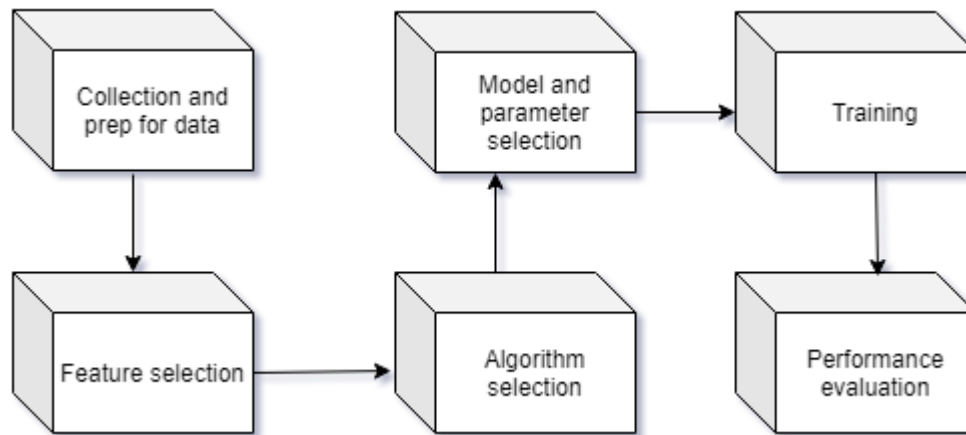 Collection and
prep for data
Feature selection
Algorithm
selection
Model and
parameter
selection
Training
Performance
evaluation